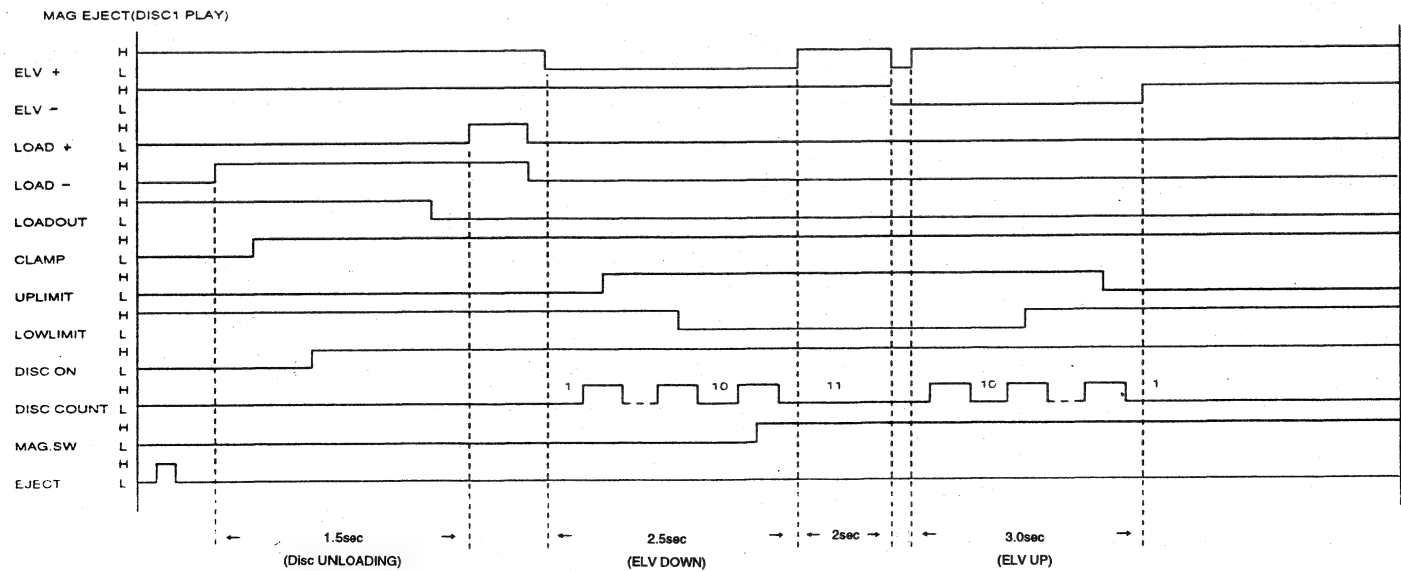 MAG EJECT(DISC1 PLAY)
H
ELV + L
H
ELV - L
H
LOAD + L
H
LOAD - L
H
LOADOUT L
H
CLAMP L
H
UPLIMIT L
H
LOWLIMIT L
H
DISC ON L
H 1 10 11 10 1
DISC COUNT L
H
MAG.SW L
H
EJECT L
← 1.5sec → ← 2.5sec → ← 2sec → ← 3.0sec →
(Disc UNLOADING) (ELV DOWN) (ELV UP)